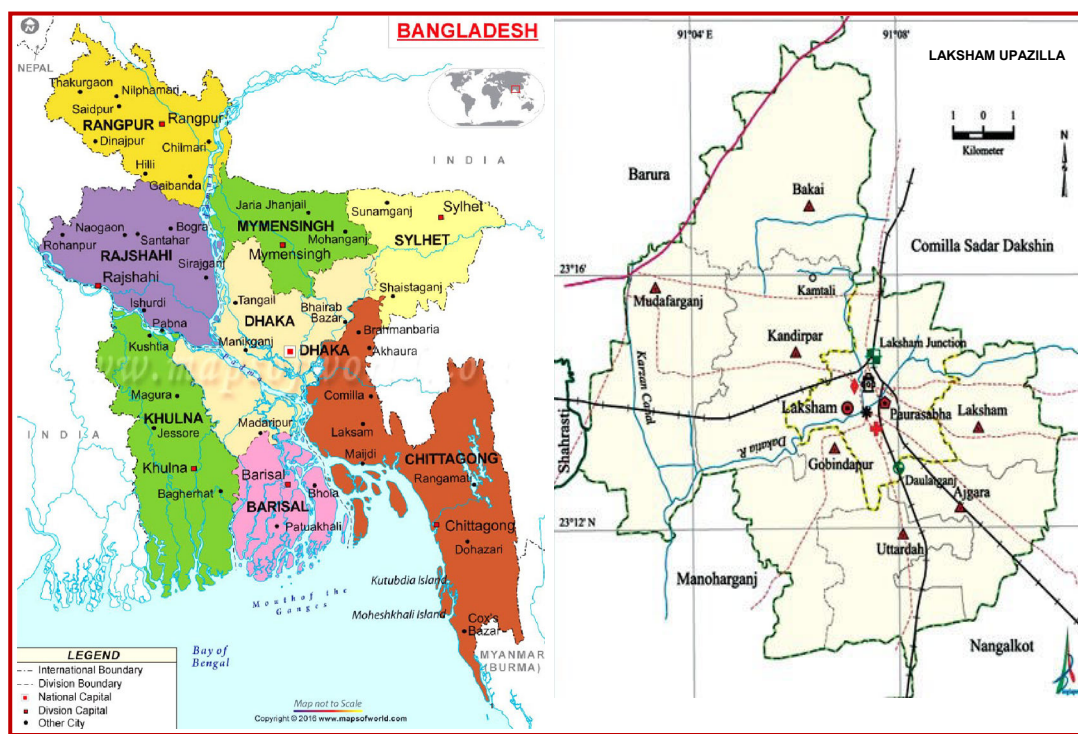 BANGLADESH
N
NEPAL
Thakurgaon
Nilphamari
Saidpur
RANGPUR
Rangpur
Dinajpur
Chilmari
Hilli
Gaibanda
INDIA
Jaria Jhanjail
Sunamganj
Sylhet
Naogaon
Bogra
MYMENSINGH
Mohanganj
Rohanpur
Santahar
SYLHET
RAJSHAHI
Mymensingh
Rajshahi
Sirajganj
Shaistaganj
Ishurdi
Tangail
Bhairab
Bazar
Pabna
DHAKA
Brahmanbaria
Kushtia
Manikganj
DHAKA
Akhaura
www.mapsofworld.com
Magura
Comilla
KHULNA
Madaripur
Laksam
INDIA
Jessore
Maijdi
CHITTAGONG
Khulna
Barisal
Rangamati
Bagherhat
Bhola
BARISAL
Chittagong
Patuakhali
Dohazari
Kutubdia Island
Mouth of the
Ganges
Moheshkhali Island
Cox's
Bazar
Bay of
Bengal
MYANMAR
(BURMA)
LEGEND
International Boundary
Division Boundary
National Capital
Divsion Capital
Other City
Map not to Scale
Copyright © 2016 www.mapsofworld.com
91°04' E
91°08'
LAKSHAM UPAZILLA
1 0 1
Kilometer
N
Barura
Bakai
Comilla Sadar Dakshin
23°16'
Mudafarganj
Kamtali
Kandirpar
Laksham Junction
Karzan Canal
Laksham
Paurasabha
Laksham
Shahrasti
Dakatia R.
Gobindapur
Daulatganj
Ajgara
23°12' N
Uttardah
Manoharganj
Nangalkot